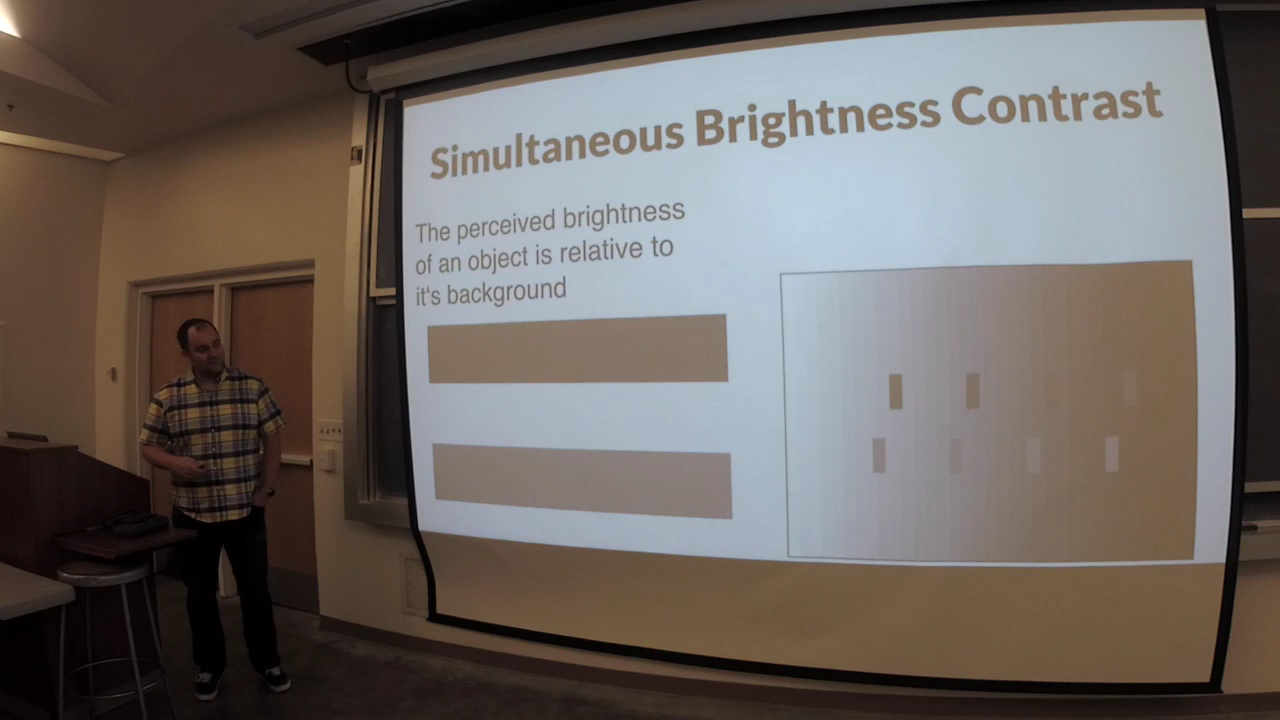 Simultaneous Brightness Contrast
The perceived brightness
of an object is relative to
it's background